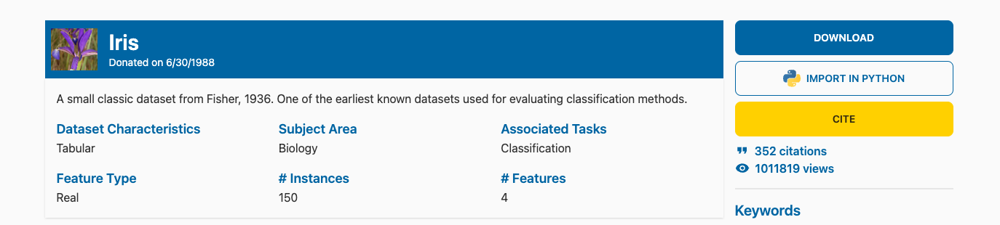 Iris
Donated on 6/30/1988
A small classic dataset from Fisher, 1936. One of the earliest known datasets used for evaluating classification methods.
Dataset Characteristics
Subject Area
Associated Tasks
Tabular
Biology
Classification
Feature Type
# Instances
# Features
Real
150
4
DOWNLOAD
IMPORT IN PYTHON
CITE
352 citations
1011819 views
Keywords